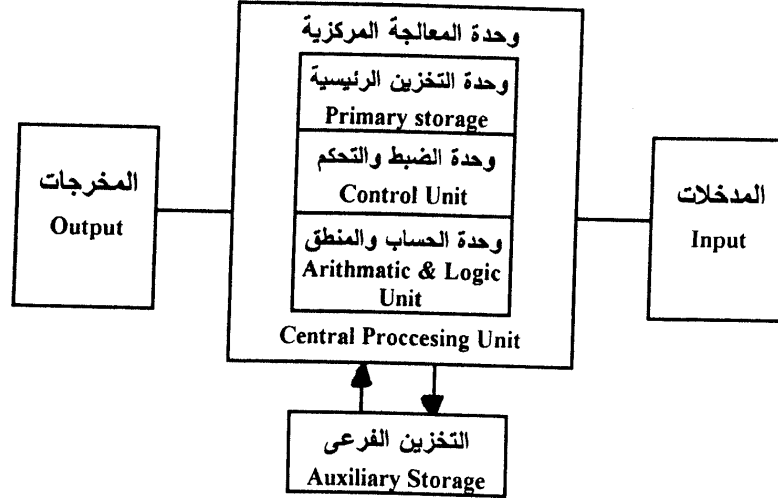 وحدة المعالجة المركزية
وحدة التخزين الرئيسية
Primary storage
وحدة الضبط والتحكم
Control Unit
وحدة الحساب والمنطق
Arithmatic & Logic
Unit
Central Proccesing Unit
المدخلات
Input
المخرجات
Output
التخزين الفرعى
Auxiliary Storage